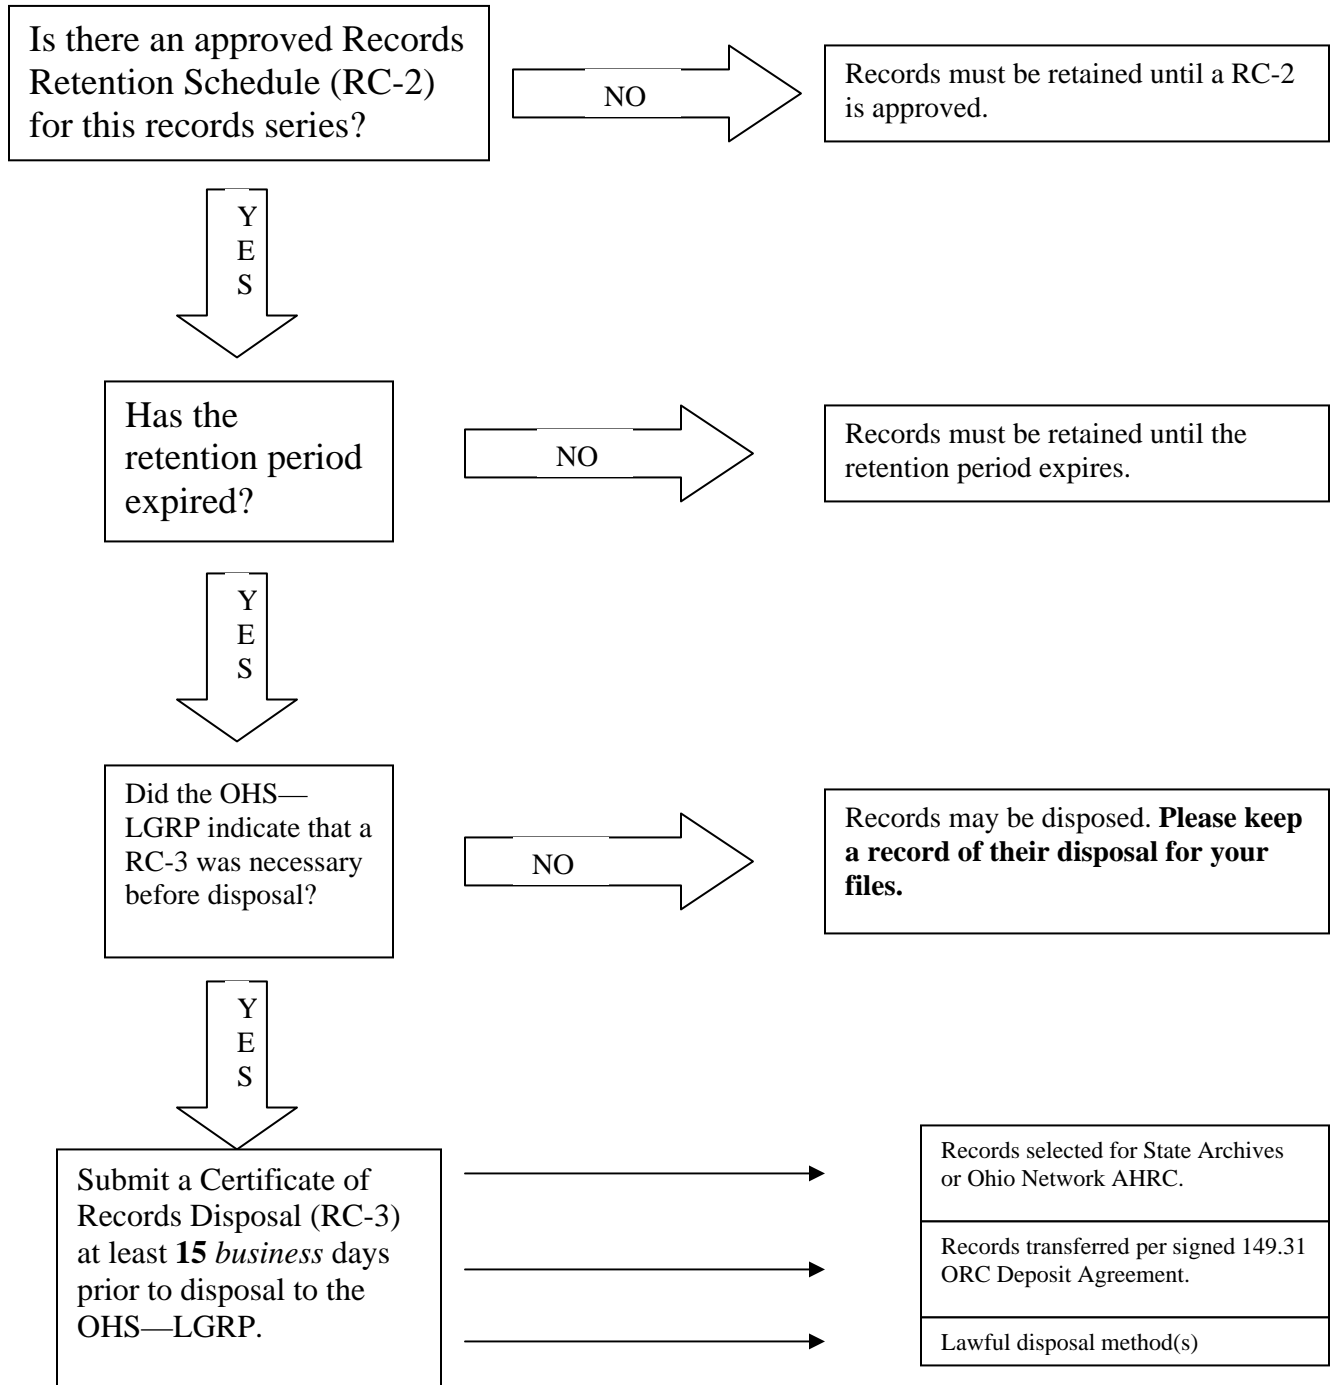 Is there an approved Records
Retention Schedule (RC-2)
for this records series?
NO
Records must be retained until a RC-2
is approved.
Y
E
S
Has the
retention period
expired?
NO
Records must be retained until the
retention period expires.
Y
E
S
Did the OHS—
LGRP indicate that a
RC-3 was necessary
before disposal?
NO
Records may be disposed. Please keep
a record of their disposal for your
files.
Y
E
S
Submit a Certificate of
Records Disposal (RC-3)
at least 15 business days
prior to disposal to the
OHS—LGRP.
Records selected for State Archives
or Ohio Network AHRC.
Records transferred per signed 149.31
ORC Deposit Agreement.
Lawful disposal method(s)